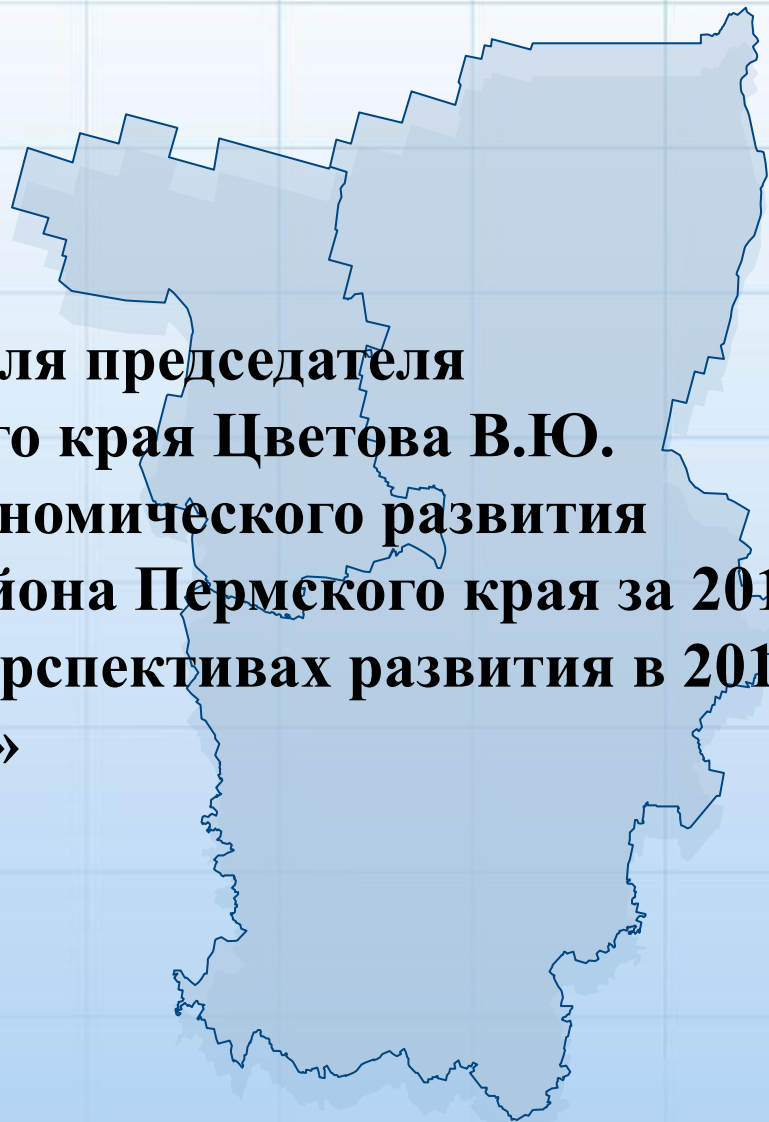 ля председателя
го края Цветова В.Ю.
номического развития
йона Пермского края за 201
рспективах развития в 201
»